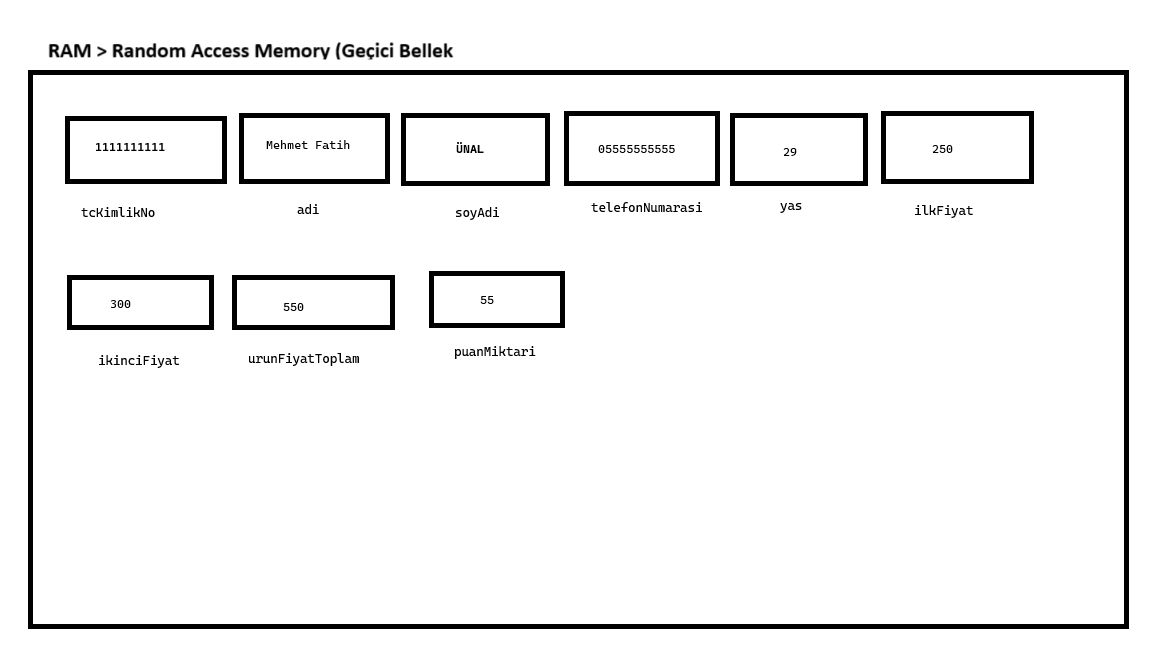 RAM > Random Access Memory (Geçici Bellek
1111111111
Mehmet Fatih
ÜNAL
05555555555
29
250
tcKimlikNo
adi
soyAdi
telefonNumarasi
yas
ilkFiyat
300
550
55
ikinciFiyat
urunFiyatToplam
puanMiktari